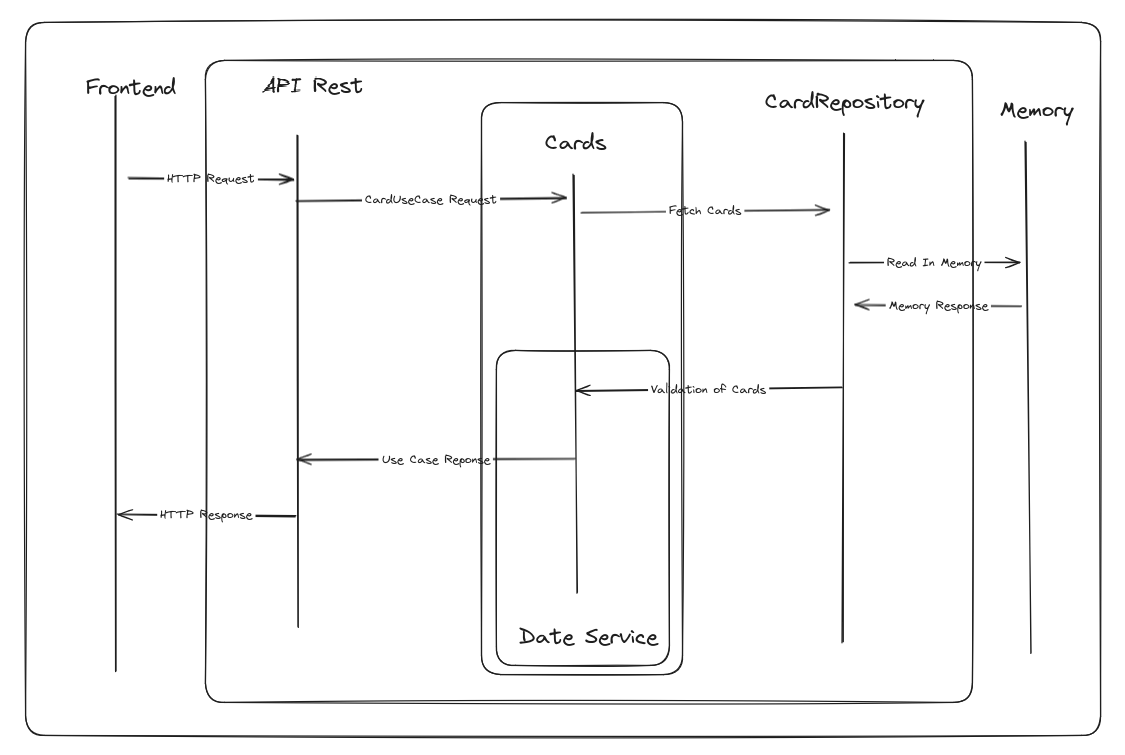 Frontend
API Rest
CardRepository
Memory
Cards
HTTP Request
CardUseCase Request
Fetch Cards
Read In Memory
Memory Response
Validation of Cards
Use Case Reponse
HTTP Response
Date Service